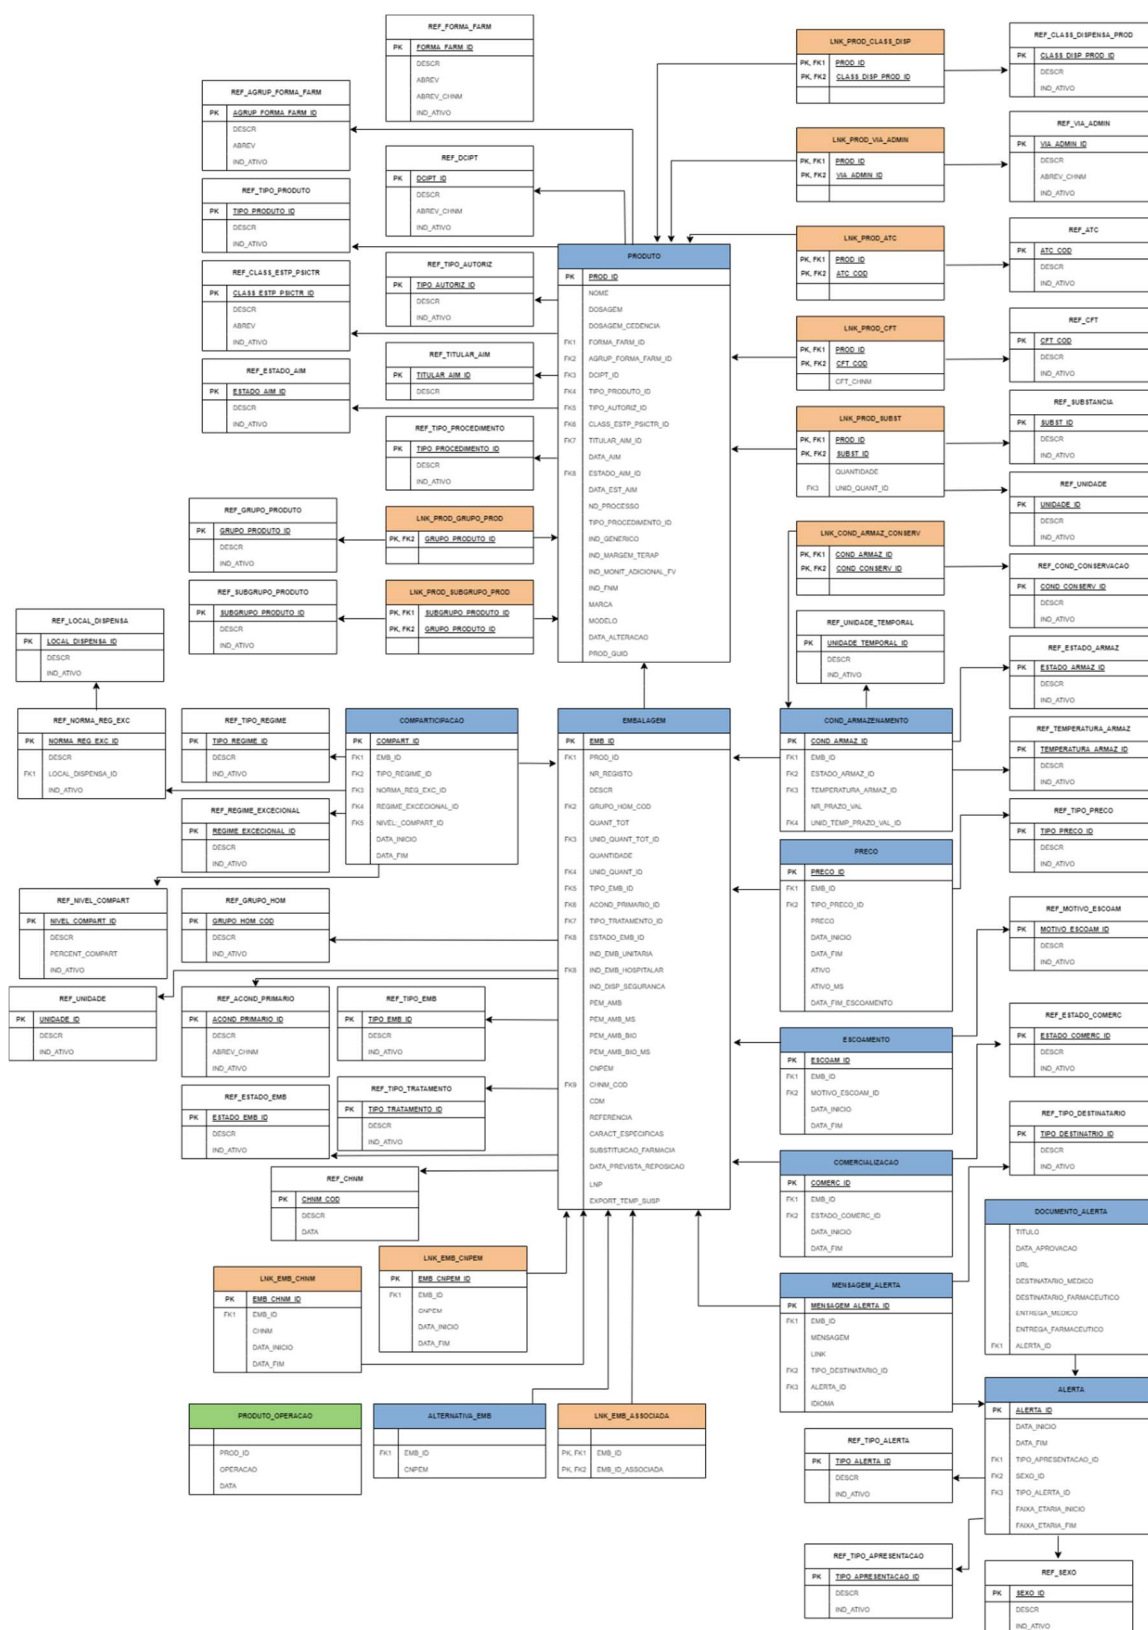 REF_FORMA_FARM
PK FORMA_FARM_ID
DESCR
ABREV
ABREV_CHNM
IND_ATIVO
REF_AGRUP_FORMA_FARM
PK AGRUP_FORMA_FARM_ID
DESCR
ABREV
IND_ATIVO
REF_DCIPT
PK DCIPT_ID
DESCR
ABREV_CHNM
IND_ATIVO
REF_TIPO_PRODUTO
PK TIPO_PRODUTO_ID
DESCR
IND_ATIVO
REF_TIPO_AUTORIZ
PK TIPO_AUTORIZ_ID
DESCR
IND_ATIVO
REF_CLASS_ESTP_PSICTR
PK CLASS_ESTP_PSICTR_ID
DESCR
ABREV
IND_ATIVO
REF_TITULAR_AIM
PK TITULAR_AIM_ID
DESCR
REF_ESTADO_AIM
PK ESTADO_AIM_ID
DESCR
IND_ATIVO
REF_TIPO_PROCEDIMENTO
PK TIPO_PROCEDIMENTO_ID
DESCR
IND_ATIVO
REF_GRUPO_PRODUTO
PK GRUPO_PRODUTO_ID
DESCR
IND_ATIVO
LNK_PROD_GRUPO_PROD
PK, FK2 GRUPO_PRODUTO_ID
REF_SUBGRUPO_PRODUTO
PK SUBGRUPO_PRODUTO_ID
DESCR
IND_ATIVO
LNK_PROD_SUBGRUPO_PROD
PK, FK1 SUBGRUPO_PRODUTO_ID
PK, FK2 GRUPO_PRODUTO_ID
PRODUTO
PK PROD_ID
NOME
DOSAGEM
DOSAGEM_CEDENCIA
FK1 FORMA_FARM_ID
FK2 AGRUP_FORMA_FARM_ID
FK3 DCIPT_ID
FK4 TIPO_PRODUTO_ID
FK5 TIPO_AUTORIZ_ID
FK6 CLASS_ESTP_PSICTR_ID
FK7 TITULAR_AIM_ID
DATA_AIM
FK8 ESTADO_AIM_ID
DATA_EST_AIM
NO_PROCESSO
TIPO_PROCEDIMENTO_ID
IND_GENERICO
IND_MARGEM_TERAP
IND_MONIT_ADICIONAL_FV
IND_FNM
MARCA
MODELO
DATA_ALTERACAO
PROD_GUID
LNK_PROD_CLASS_DISP
PK, FK1 PROD_ID
PK, FK2 CLASS_DISP_PROD_ID
REF_CLASS_DISPENSA_PROD
PK CLASS_DISP_PROD_ID
DESCR
IND_ATIVO
LNK_PROD_VIA_ADMIN
PK, FK1 PROD_ID
PK, FK2 VIA_ADMIN_ID
REF_VIA_ADMIN
PK VIA_ADMIN_ID
DESCR
ABREV_CHNM
IND_ATIVO
LNK_PROD_ATC
PK, FK1 PROD_ID
PK, FK2 ATC_COD
REF_ATC
PK ATC_COD
DESCR
IND_ATIVO
LNK_PROD_CFT
PK, FK1 PROD_ID
PK, FK2 CFT_COD
CFT_CHNM
REF_CFT
PK CFT_COD
DESCR
IND_ATIVO
LNK_PROD_SUBST
PK, FK1 PROD_ID
PK, FK2 SUBST_ID
QUANTIDADE
FK3 UNID_QUANT_ID
REF_SUBSTANCIA
PK SUBST_ID
DESCR
IND_ATIVO
REF_UNIDADE
PK UNIDADE_ID
DESCR
IND_ATIVO
LNK_COND_ARMAZ_CONSERV
PK, FK1 COND_ARMAZ_ID
PK, FK2 COND_CONSERV_ID
REF_COND_CONSERVACAO
PK COND_CONSERV_ID
DESCR
IND_ATIVO
REF_UNIDADE_TEMPORAL
PK UNIDADE_TEMPORAL_ID
DESCR
IND_ATIVO
REF_ESTADO_ARMAZ
PK ESTADO_ARMAZ_ID
DESCR
IND_ATIVO
REF_LOCAL_DISPENSA
PK LOCAL_DISPENSA_ID
DESCR
IND_ATIVO
REF_NORMA_REG_EXC
PK NORMA_REG_EXC_ID
DESCR
FK1 LOCAL_DISPENSA_ID
IND_ATIVO
REF_TIPO_REGIME
PK TIPO_REGIME_ID
DESCR
IND_ATIVO
COMPARTICIPACAO
PK COMPART_ID
FK1 EMB_ID
FK2 TIPO_REGIME_ID
FK3 NORMA_REG_EXC_ID
FK4 REGIME_EXCECIONAL_ID
FK5 NIVEL:_COMPART_ID
DATA_INICIO
DATA_FIM
REF_REGIME_EXCECIONAL
PK REGIME_EXCECIONAL_ID
DESCR
IND_ATIVO
REF_NIVEL_COMPART
PK NIVEL_COMPART_ID
DESCR
PERCENT_COMPART
IND_ATIVO
REF_GRUPO_HOM
PK GRUPO_HOM_COD
DESCR
IND_ATIVO
REF_UNIDADE
PK UNIDADE_ID
DESCR
IND_ATIVO
REF_ACOND_PRIMARIO
PK ACOND_PRIMARIO_ID
DESCR
ABREV_CHNM
IND_ATIVO
REF_TIPO_EMB
PK TIPO_EMB_ID
DESCR
IND_ATIVO
REF_ESTADO_EMB
PK ESTADO_EMB_ID
DESCR
IND_ATIVO
REF_TIPO_TRATAMENTO
PK TIPO_TRATAMENTO_ID
DESCR
IND_ATIVO
REF_CHNM
PK CHNM_COD
DESCR
DATA
EMBALAGEM
PK EMB_ID
FK1 PROD_ID
NR_REGISTO
DESCR
FK2 GRUPO_HOM_COD
QUANT_TOT
FK3 UNID_QUANT_TOT_ID
QUANTIDADE
FK4 UNID_QUANT_ID
FK5 TIPO_EMB_ID
FK6 ACOND_PRIMARIO_ID
FK7 TIPO_TRATAMENTO_ID
FK8 ESTADO_EMB_ID
IND_EMB_UNITARIA
FK8 IND_EMB_HOSPITALAR
IND_DISP_SEGURANCA
PEM_AMB
PEM_AMB_MS
PEM_AMB_BIO
PEM_AMB_BIO_MS
CNPEM
FK9 CHNM_COD
CDM
REFERENCIA
CARACT_ESPECIFICAS
SUBSTITUICAO_FARMACIA
DATA_PREVISTA_REPOSICAO
LNP
EXPORT_TEMP_SUSP
COND_ARMAZENAMENTO
PK COND_ARMAZ_ID
FK1 EMB_ID
FK2 ESTADO_ARMAZ_ID
FK3 TEMPERATURA_ARMAZ_ID
NR_PRAZO_VAL
FK4 UNID_TEMP_PRAZO_VAL_ID
REF_TEMPERATURA_ARMAZ
PK TEMPERATURA_ARMAZ_ID
DESCR
IND_ATIVO
PRECO
PK PRECO_ID
FK1 EMB_ID
FK2 TIPO_PRECO_ID
PRECO
DATA_INICIO
DATA_FIM
ATIVO
ATIVO_MS
DATA_FIM_ESCOAMENTO
REF_TIPO_PRECO
PK TIPO_PRECO_ID
DESCR
IND_ATIVO
REF_MOTIVO_ESCOAM
PK MOTIVO_ESCOAM_ID
DESCR
IND_ATIVO
ESCOAMENTO
PK ESCOAM_ID
FK1 EMB_ID
FK2 MOTIVO_ESCOAM_ID
DATA_INICIO
DATA_FIM
REF_ESTADO_COMERC
PK ESTADO_COMERC_ID
DESCR
IND_ATIVO
COMERCIALIZACAO
PK COMERC_ID
FK1 EMB_ID
FK2 ESTADO_COMERC_ID
DATA_INICIO
DATA_FIM
REF_TIPO_DESTINATARIO
PK TIPO_DESTINATRIO_ID
DESCR
IND_ATIVO
MENSAGEM_ALERTA
PK MENSAGEM_ALERTA_ID
FK1 EMB_ID
MENSAGEM
LINK
FK2 TIPO_DESTINATARIO_ID
FK3 ALERTA_ID
IDIOMA
DOCUMENTO_ALERTA
TITULO
DATA_APROVACAO
URL
DESTINATARIO_MEDICO
DESTINATARIO_FARMACEUTICO
ENTREGA_MEDICO
ENTREGA_FARMACEUTICO
FK1 ALERTA_ID
ALERTA
PK ALERTA_ID
DATA_INICIO
DATA_FIM
FK1 TIPO_APRESENTACAO_ID
FK2 SEXO_ID
FK3 TIPO_ALERTA_ID
FAIXA_ETARIA_INICIO
FAIXA_ETARIA_FIM
LNK_EMB_CHNM
PK EMB_CHNM_ID
FK1 EMB_ID
CHNM
DATA_INICIO
DATA_FIM
LNK_EMB_CNPEM
PK EMB_CNPEM_ID
FK1 EMB_ID
CNPEM
DATA_INICIO
DATA_FIM
PRODUTO_OPERACAO
PROD_ID
OPERACAO
DATA
ALTERNATIVA_EMB
FK1 EMB_ID
CNPEM
LNK_EMB_ASSOCIADA
PK, FK1 EMB_ID
PK, FK2 EMB_ID_ASSOCIADA
REF_TIPO_ALERTA
PK TIPO_ALERTA_ID
DESCR
IND_ATIVO
REF_TIPO_APRESENTACAO
PK TIPO_APRESENTACAO_ID
DESCR
IND_ATIVO
REF_SEXO
PK SEXO_ID
DESCR
IND_ATIVO